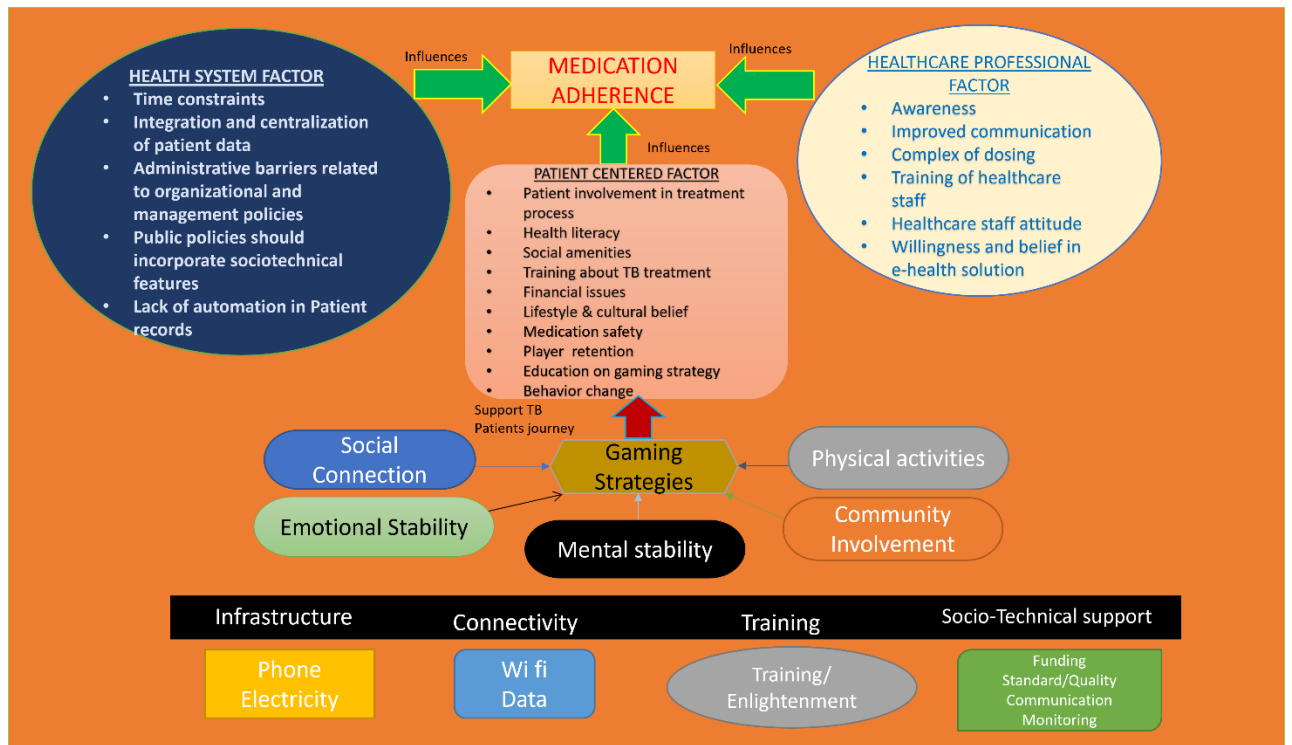 HEALTH SYSTEM FACTOR
• Time constraints
• Integration and centralization
of patient data
• Administrative barriers related
to organizational and
management policies
• Public policies should
incorporate sociotechnical
features
• Lack of automation in Patient
records
Influences
MEDICATION
ADHERENCE
Influences
HEALTHCARE PROFESSIONAL
FACTOR
• Awareness
• Improved communication
• Complex of dosing
• Training of healthcare
staff
• Healthcare staff attitude
• Willingness and belief in
e-health solution
Influences
PATIENT CENTERED FACTOR
• Patient involvement in treatment
process
• Health literacy
• Social amenities
• Training about TB treatment
• Financial issues
• Lifestyle & cultural belief
• Medication safety
• Player retention
• Education on gaming strategy
• Behavior change
Support TB
Patients journey
Social
Connection
Gaming
Strategies
Physical activities
Emotional Stability
Mental stability
Community
Involvement
Infrastructure
Connectivity
Training
Socio-Technical support
Phone
Electricity
Wi fi
Data
Training/
Enlightenment
Funding
Standard/Quality
Communication
Monitoring